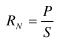 R_N = P/S